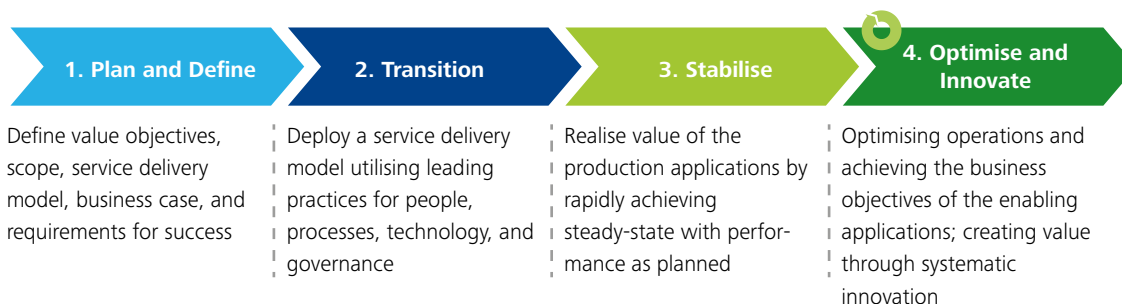 1. Plan and Define
Define value objectives,
scope, service delivery
model, business case, and
requirements for success
2. Transition
Deploy a service delivery
model utilising leading
practices for people,
processes, technology, and
governance
3. Stabilise
Realise value of the
production applications by
rapidly achieving
steady-state with perfor-
mance as planned
4. Optimise and
Innovate
Optimising operations and
achieving the business
objectives of the enabling
applications; creating value
through systematic
innovation